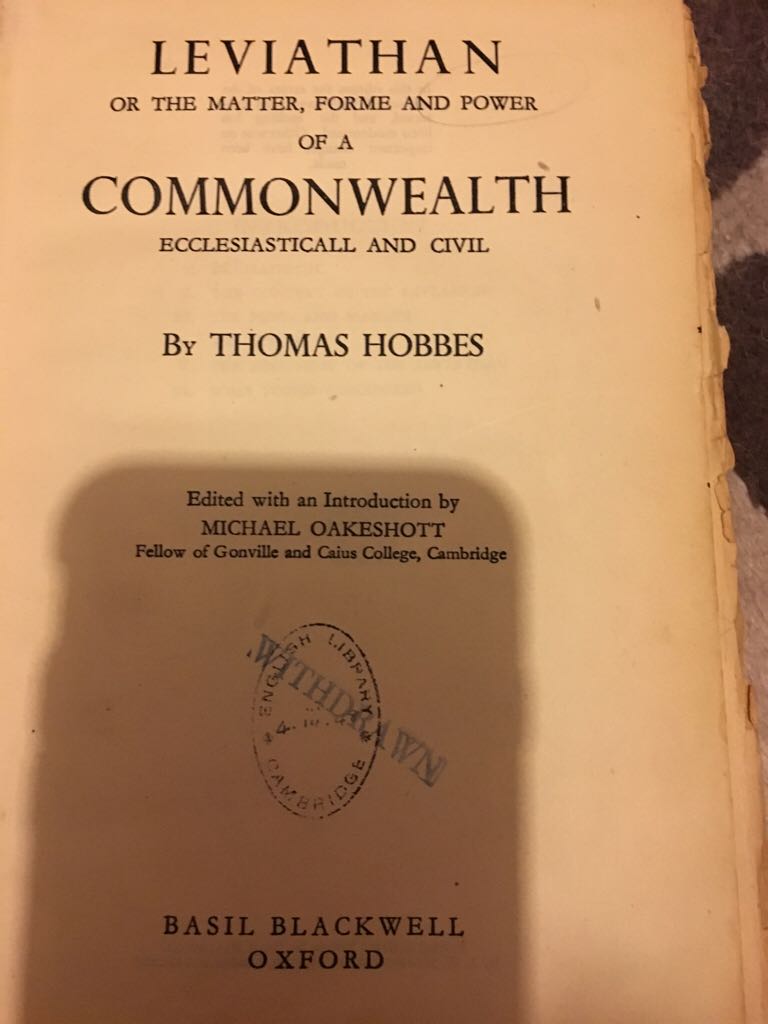 LEVIATHAN
OR THE MATTER, FORME AND POWER
OF A
COMMONWEALTH
ECCLESIASTICALL AND CIVIL
By THOMAS HOBBES
Edited with an Introduction by
MICHAEL OAKESHOTT
Fellow of Gonville and Caius College, Cambridge
ENGLISH LIBRARY
WITHDRAWN
CAMBRIDGE
BASIL BLACKWELL
OXFORD